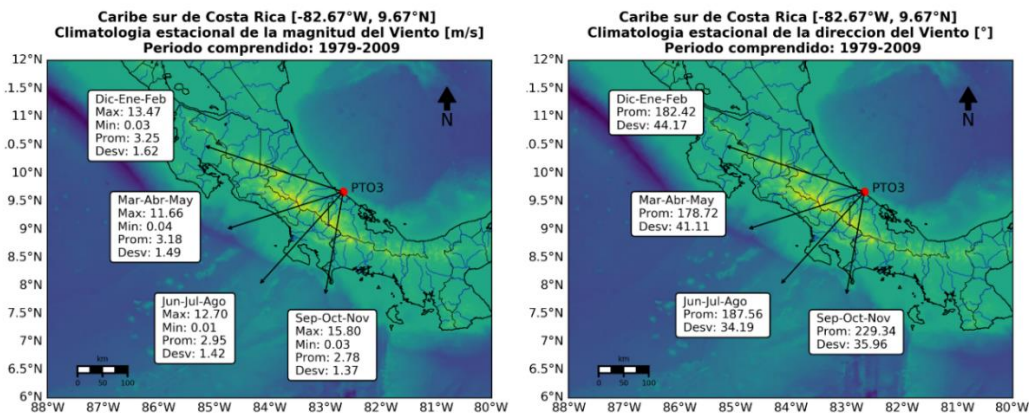 Caribe sur de Costa Rica [-82.67°W, 9.67°N]
Climatologia estacional de la magnitud del Viento [m/s]
Periodo comprendido: 1979-2009
12°N
.1.5°N
11°N
.0.5°N
10°N
9.5°N
9°N
8.5°N
8°N
7.5°N
7°N
6.5°N
6°N
88°W
87°W
86°W
85°W
84°W
83°W
82°W
81°W
80°W
N
PTO3
Dic-Ene-Feb
Max: 13.47
Min: 0.03
Prom: 3.25
Desv: 1.62
Mar-Abr-May
Max: 11.66
Min: 0.04
Prom: 3.18
Desv: 1.49
Jun-Jul-Ago
Max: 12.70
Min: 0.01
Prom: 2.95
Desv: 1.42
Sep-Oct-Nov
Max: 15.80
Min: 0.03
Prom: 2.78
Desv: 1.37
km
0 50 100
Caribe sur de Costa Rica [-82.67°W, 9.67°N]
Climatologia estacional de la direccion del Viento [°]
Periodo comprendido: 1979-2009
12°N
.1.5°N
11°N
.0.5°N
10°N
9.5°N
9°N
8.5°N
8°N
7.5°N
7°N
6.5°N
6°N
88°W
87°W
86°W
85°W
84°W
83°W
82°W
81°W
80°W
N
PTO3
Dic-Ene-Feb
Prom: 182.42
Desv: 44.17
Mar-Abr-May
Prom: 178.72
Desv: 41.11
Jun-Jul-Ago
Prom: 187.56
Desv: 34.19
Sep-Oct-Nov
Prom: 229.34
Desv: 35.96
km
0 50 100